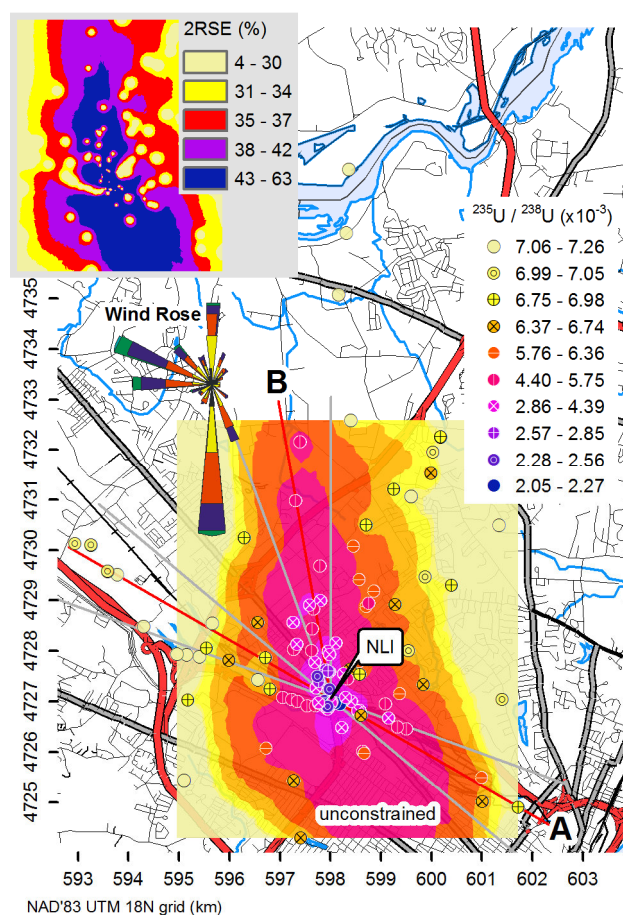 2RSE (%)
4 - 30
31 - 34
35 - 37
38 - 42
43 - 63
²³⁵U / ²³⁸U (x10⁻³)
7.06 - 7.26
6.99 - 7.05
6.75 - 6.98
6.37 - 6.74
5.76 - 6.36
4.40 - 5.75
2.86 - 4.39
2.57 - 2.85
2.28 - 2.56
2.05 - 2.27
Wind Rose
B
NLI
unconstrained
A
4735
4734
4733
4732
4731
4730
4729
4728
4727
4726
4725
593 594 595 596 597 598 599 600 601 602 603
NAD'83 UTM 18N grid (km)